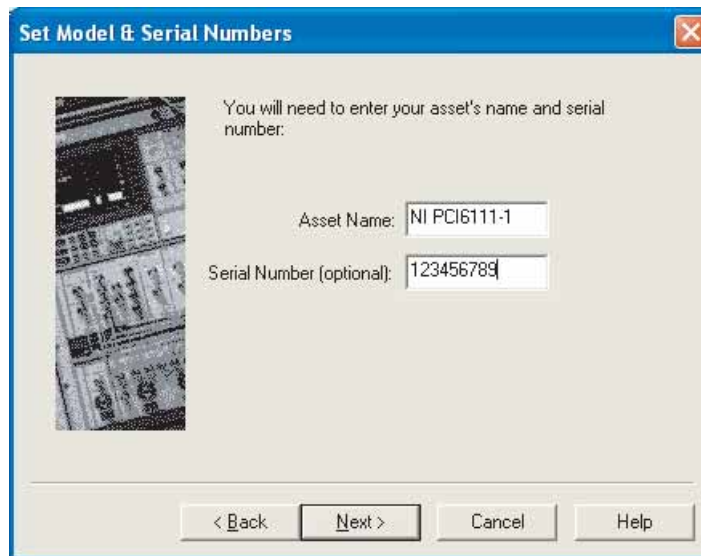 Set Model & Serial Numbers
You will need to enter your asset's name and serial
number:
Asset Name: NI PCI6111-1
Serial Number (optional): 123456789
< Back Next > Cancel Help